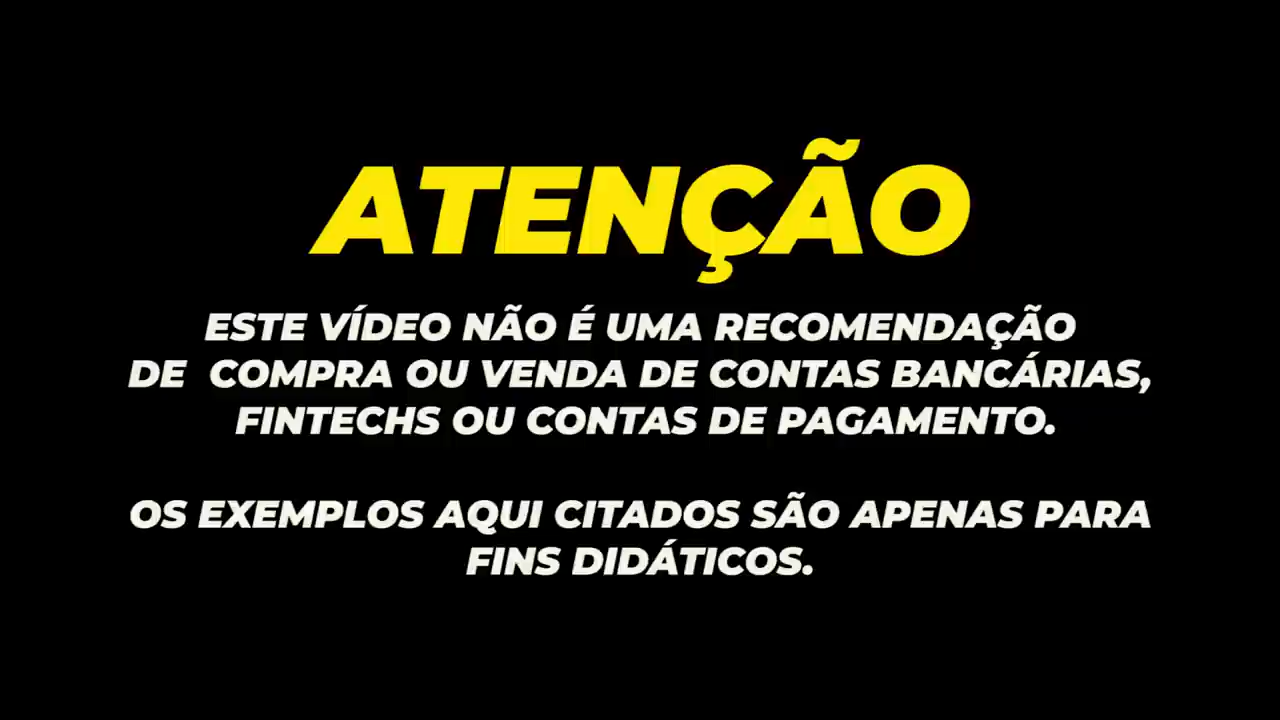 ATENÇÃO
ESTE VÍDEO NÃO É UMA RECOMENDAÇÃO
DE COMPRA OU VENDA DE CONTAS BANCÁRIAS,
FINTECHS OU CONTAS DE PAGAMENTO.
OS EXEMPLOS AQUI CITADOS SÃO APENAS PARA
FINS DIDÁTICOS.